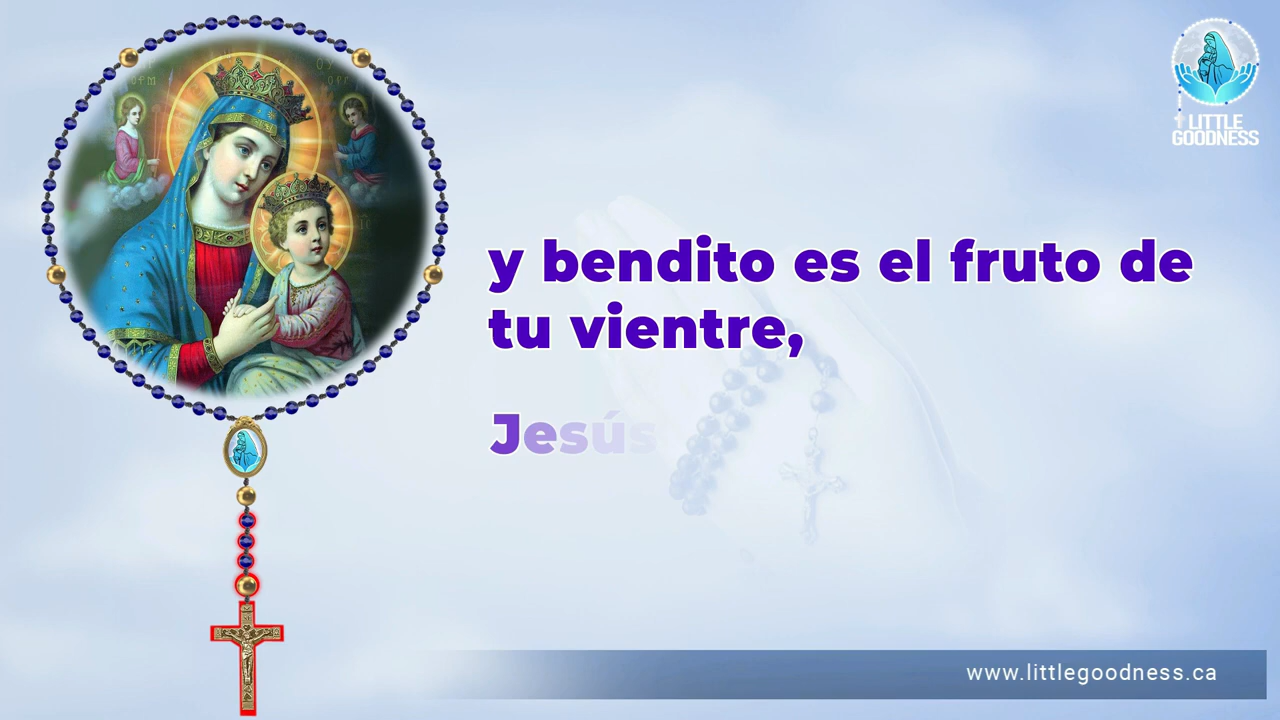 LITTLE
GOODNESS
y bendito es el fruto de
tu vientre,
Jesús
www.littlegoodness.ca